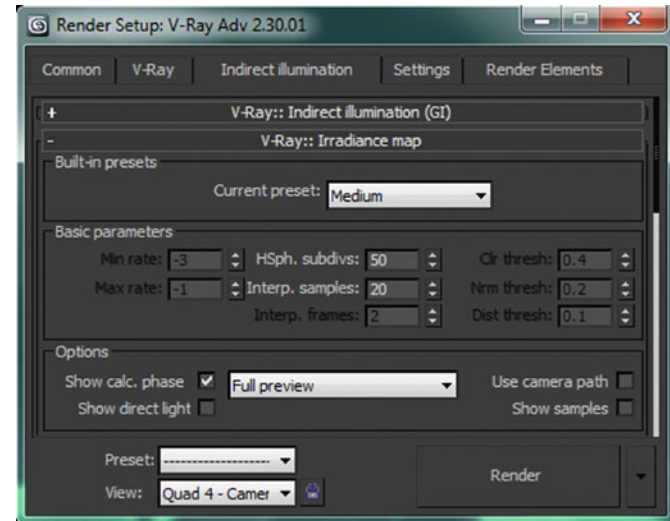 Render Setup: V-Ray Adv 2.30.01
Common V-Ray Indirect illumination Settings Render Elements
+ V-Ray:: Indirect illumination (GI)
- V-Ray:: Irradiance map
Built-in presets
Current preset: Medium
Basic parameters
Min rate: -3 HSph. subdivs: 50 Clr thresh: 0.4
Max rate: -1 Interp. samples: 20 Nrm thresh: 0.2
Interp. frames: 2 Dist thresh: 0.1
Options
Show calc. phase Full preview Use camera path
Show direct light Show samples
Preset: -------------------
View: Quad 4 - Camer Render